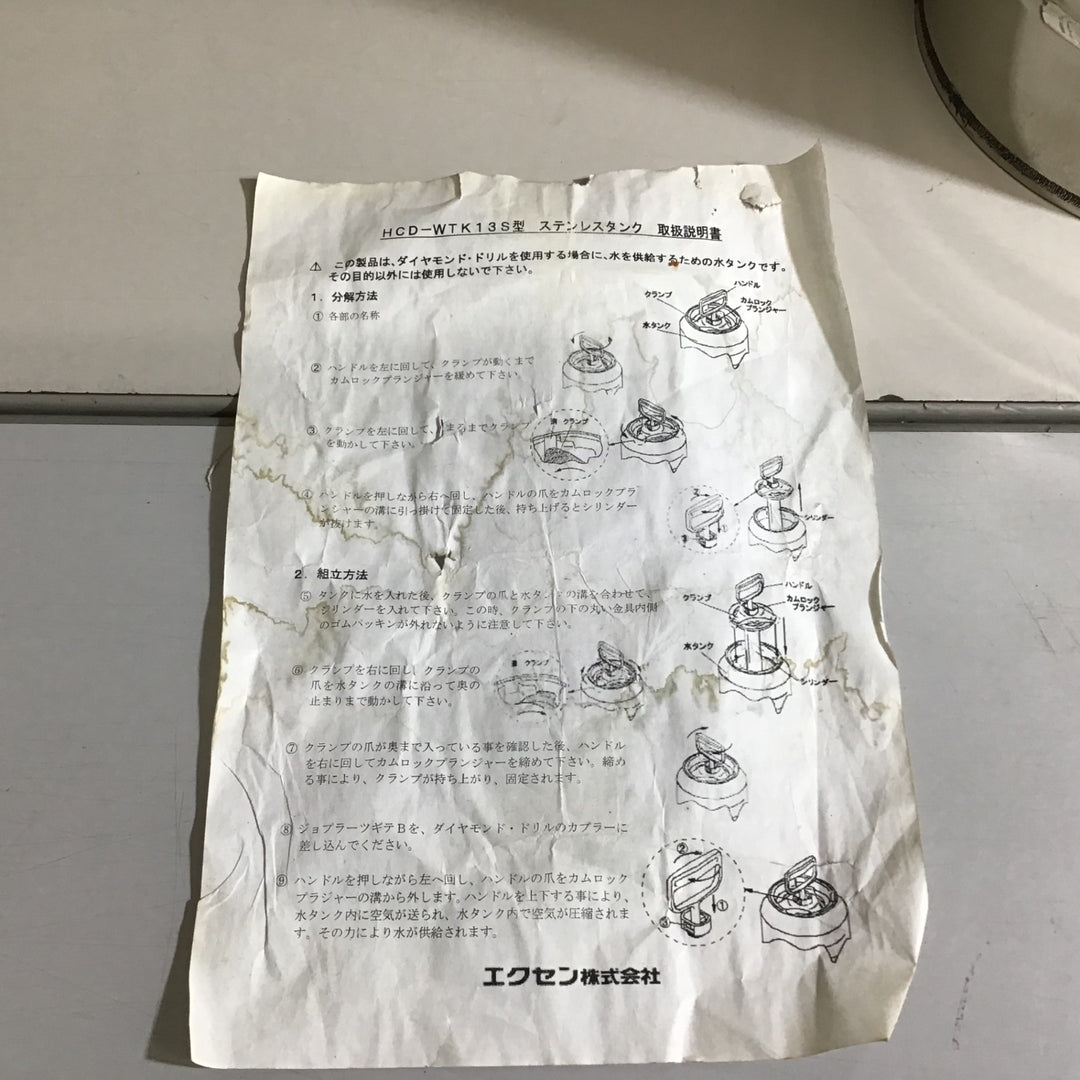 HCD-WTK13S型 ステンレスタンク 取扱説明書
⚠ この製品は、ダイヤモンド・ドリルを使用する場合に、水を供給するための水タンクです。
その目的以外には使用しないで下さい。
1. 分解方法
① 各部の名称
ハンドル
クランプ
カムロック
プランジャー
水タンク
② ハンドルを左に回して、クランプが動くまで
カムロックプランジャーを緩めて下さい。
③ クランプを左に回して、止まるまでクランプ
を動かして下さい。
溝 クランプ
④ ハンドルを押しながら右へ回し、ハンドルの爪をカムロックプラ
ンジャーの溝に引っ掛けて固定した後、持ち上げるとシリンダー
が抜けます。
①
シリンダー
2. 組立方法
⑤ タンクに水を入れた後、クランプの爪と水タンクの溝を合わせて、
シリンダーを入れて下さい。この時、クランプの下の丸い金具内側
のゴムパッキンが外れないように注意して下さい。
ハンドル
クランプ
カムロック
プランジャー
水タンク
シリンダー
⑥ クランプを右に回し、クランプの
爪を水タンクの溝に沿って奥の
止まりまで動かして下さい。
溝 クランプ
⑦ クランプの爪が奥まで入っている事を確認した後、ハンドル
を右に回してカムロックプランジャーを締めて下さい。締め
る事により、クランプが持ち上がり、固定されます。
⑧ ジョプラーツギテBを、ダイヤモンド・ドリルのカプラーに
差し込んでください。
⑨ ハンドルを押しながら左へ回し、ハンドルの爪をカムロック
プラジャーの溝から外します。ハンドルを上下する事により、
水タンク内に空気が送られ、水タンク内で空気が圧縮されま
す。その力により水が供給されます。
②
①
③
エクセン株式会社